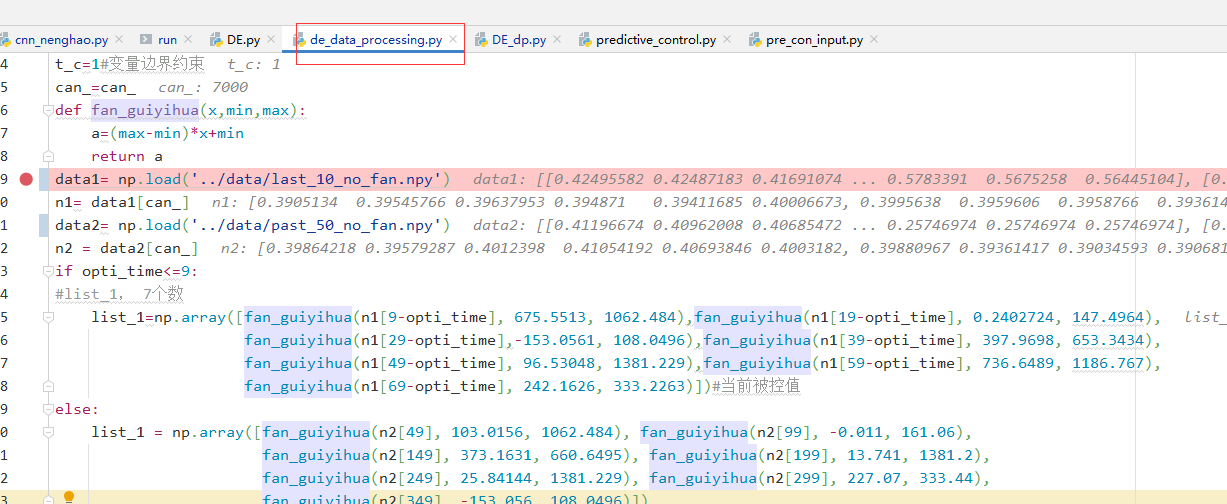 cnn_nenghao.py × run × DE.py × de_data_processing.py × DE_dp.py × predictive_control.py × pre_con_input.py ×
4 t_c=1#变量边界约束 t_c: 1
5 can_=can_ can_: 7000
6 def fan_guiyihua(x,min,max):
7 a=(max-min)*x+min
8 return a
9 data1= np.load('../data/last_10_no_fan.npy') data1: [[0.42495582 0.42487183 0.41691074 ... 0.5783391 0.5675258 0.56445104], [0.
0 n1= data1[can_] n1: [0.3905134 0.39545766 0.39637953 0.394871 0.39411685 0.40006673, 0.3995638 0.3959606 0.3958766 0.393614
1 data2= np.load('../data/past_50_no_fan.npy') data2: [[0.41196674 0.40962008 0.40685472 ... 0.25746974 0.25746974 0.25746974], [0.
2 n2 = data2[can_] n2: [0.39864218 0.39579287 0.4012398 0.41054192 0.40693846 0.4003182, 0.39880967 0.39361417 0.39034593 0.390681
3 if opti_time<=9:
4 #list_1， 7个数
5 list_1=np.array([fan_guiyihua(n1[9-opti_time], 675.5513, 1062.484),fan_guiyihua(n1[19-opti_time], 0.2402724, 147.4964), list_
6 fan_guiyihua(n1[29-opti_time],-153.0561, 108.0496),fan_guiyihua(n1[39-opti_time], 397.9698, 653.3434),
7 fan_guiyihua(n1[49-opti_time], 96.53048, 1381.229),fan_guiyihua(n1[59-opti_time], 736.6489, 1186.767),
8 fan_guiyihua(n1[69-opti_time], 242.1626, 333.2263)])#当前被控值
9 else:
0 list_1 = np.array([fan_guiyihua(n2[49], 103.0156, 1062.484), fan_guiyihua(n2[99], -0.011, 161.06),
1 fan_guiyihua(n2[149], 373.1631, 660.6495), fan_guiyihua(n2[199], 13.741, 1381.2),
2 fan_guiyihua(n2[249], 25.84144, 1381.229), fan_guiyihua(n2[299], 227.07, 333.44),
3 fan_guiyihua(n2[349], -153.056, 108.0496)])